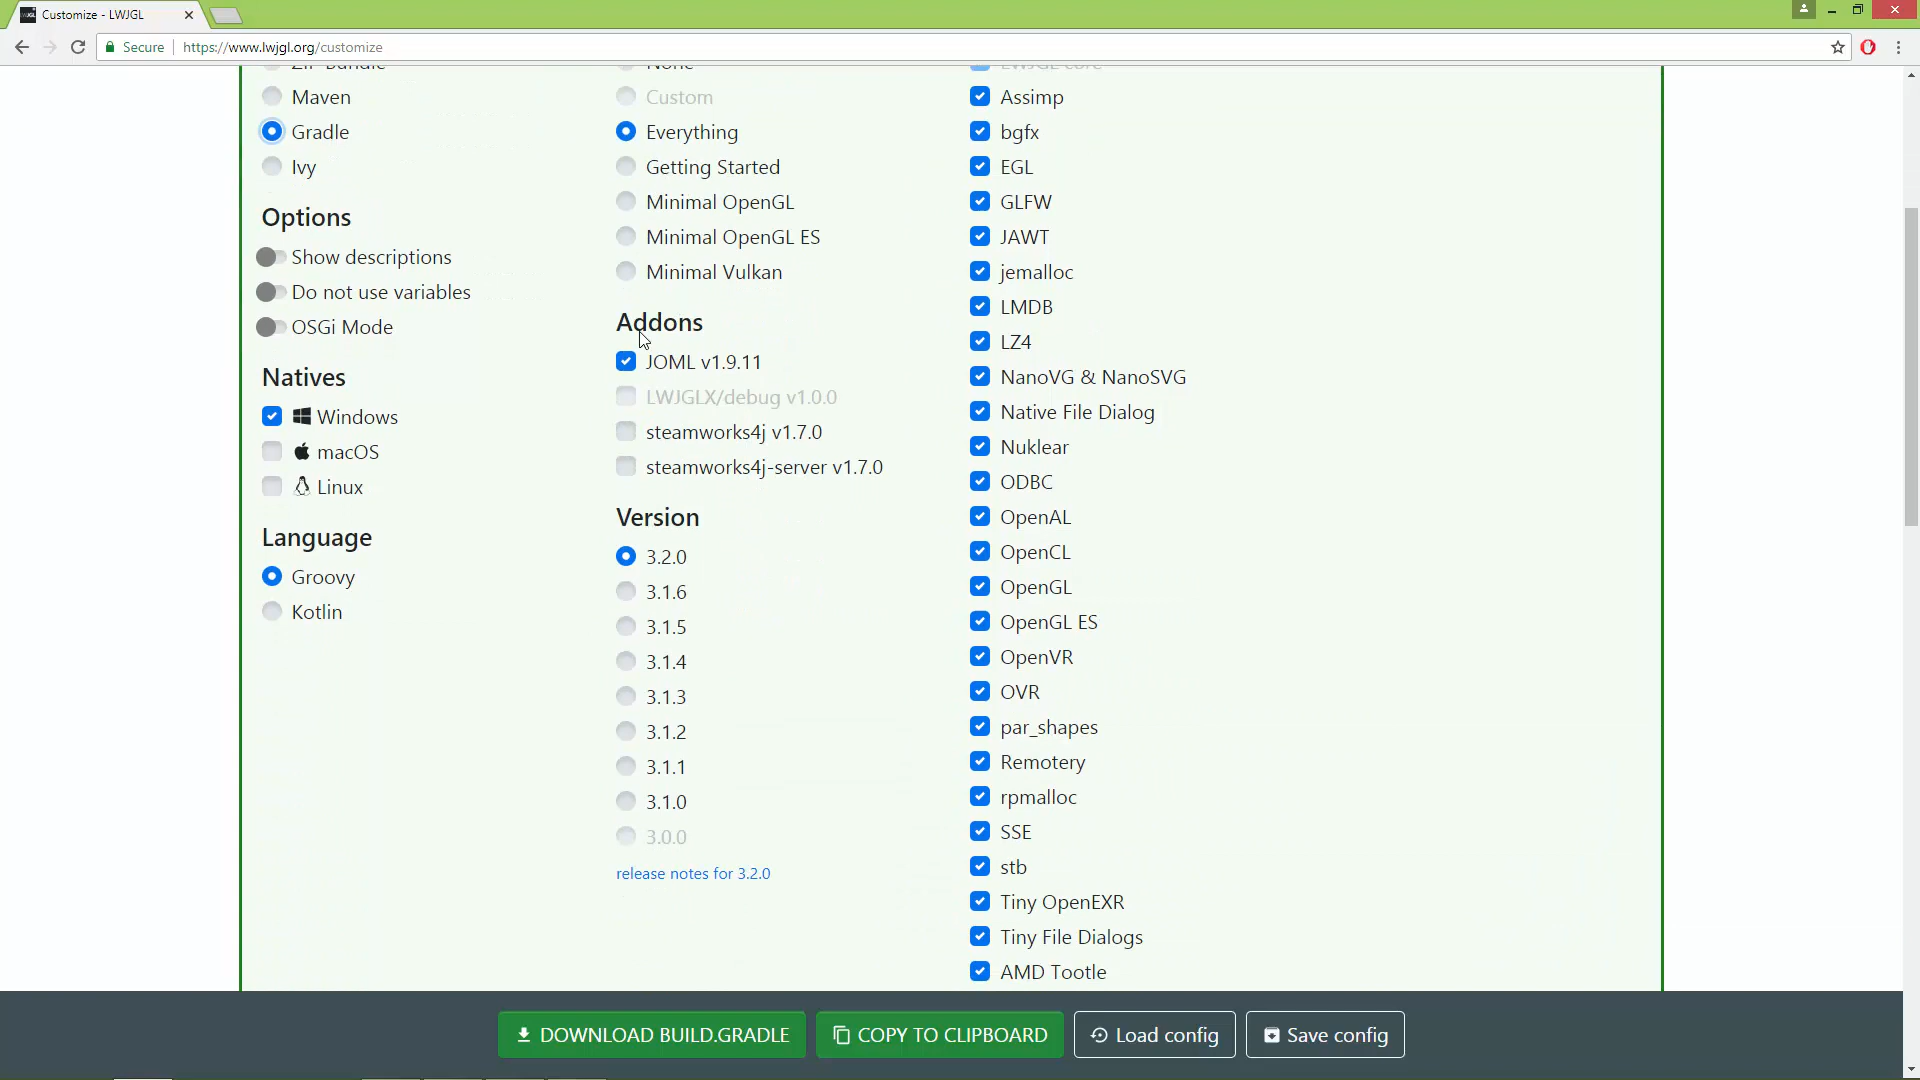 Customize - LWJGL
Secure
https://www.lwjgl.org/customize
ZIP Bundle
Maven
Gradle
Ivy
Options
Show descriptions
Do not use variables
OSGi Mode
Natives
Windows
macOS
Linux
Language
Groovy
Kotlin
None
Custom
Everything
Getting Started
Minimal OpenGL
Minimal OpenGL ES
Minimal Vulkan
Addons
JOML v1.9.11
LWJGLX/debug v1.0.0
steamworks4j v1.7.0
steamworks4j-server v1.7.0
Version
3.2.0
3.1.6
3.1.5
3.1.4
3.1.3
3.1.2
3.1.1
3.1.0
3.0.0
release notes for 3.2.0
LWJGL core
Assimp
bgfx
EGL
GLFW
JAWT
jemalloc
LMDB
LZ4
NanoVG & NanoSVG
Native File Dialog
Nuklear
ODBC
OpenAL
OpenCL
OpenGL
OpenGL ES
OpenVR
OVR
par_shapes
Remotery
rpmalloc
SSE
stb
Tiny OpenEXR
Tiny File Dialogs
AMD Tootle
DOWNLOAD BUILD.GRADLE
COPY TO CLIPBOARD
Load config
Save config